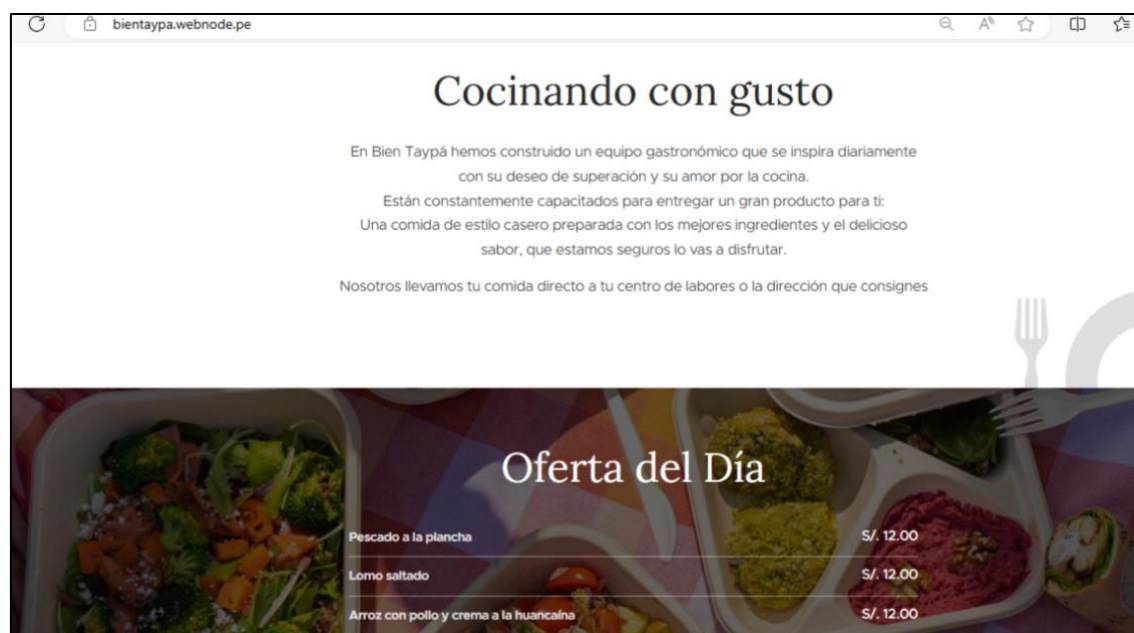 bientaypa.webnode.pe
Cocinando con gusto
En Bien Taypá hemos construido un equipo gastronómico que se inspira diariamente
con su deseo de superación y su amor por la cocina.
Están constantemente capacitados para entregar un gran producto para ti:
Una comida de estilo casero preparada con los mejores ingredientes y el delicioso
sabor, que estamos seguros lo vas a disfrutar.
Nosotros llevamos tu comida directo a tu centro de labores o la dirección que consignes
Oferta del Día
Pescado a la plancha S/. 12.00
Lomo saltado S/. 12.00
Arroz con pollo y crema a la huancaína S/. 12.00